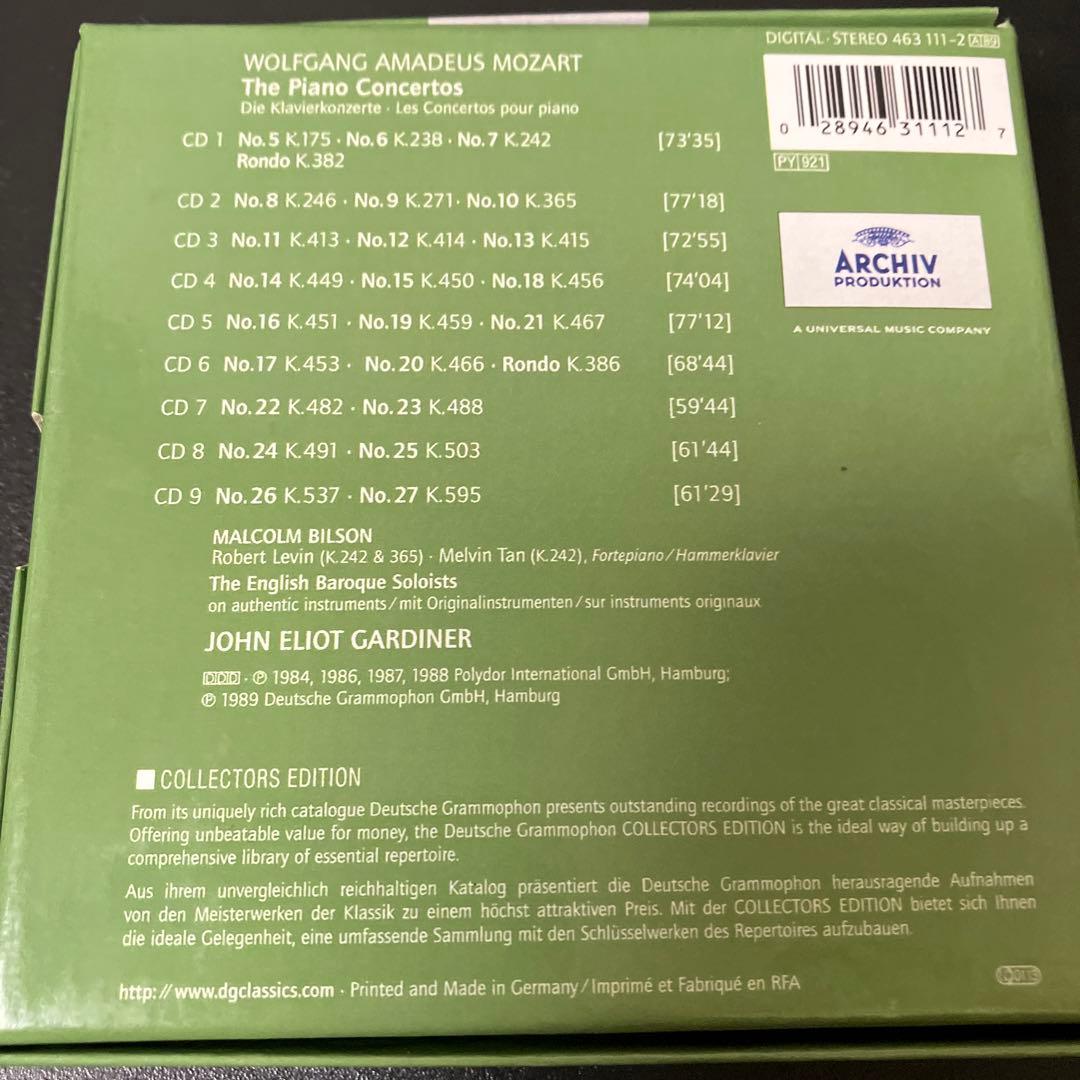 DIGITAL·STEREO 463 111-2 A|B9
WOLFGANG AMADEUS MOZART
The Piano Concertos
Die Klavierkonzerte · Les Concertos pour piano
0 28946 31112 7
PY|921
CD 1 No.5 K.175 · No.6 K.238 · No.7 K.242 [73'35]
Rondo K.382
CD 2 No.8 K.246 · No.9 K.271 · No.10 K.365 [77'18]
CD 3 No.11 K.413 · No.12 K.414 · No.13 K.415 [72'55]
CD 4 No.14 K.449 · No.15 K.450 · No.18 K.456 [74'04]
CD 5 No.16 K.451 · No.19 K.459 · No.21 K.467 [77'12]
CD 6 No.17 K.453 · No.20 K.466 · Rondo K.386 [68'44]
CD 7 No.22 K.482 · No.23 K.488 [59'44]
CD 8 No.24 K.491 · No.25 K.503 [61'44]
CD 9 No.26 K.537 · No.27 K.595 [61'29]
ARCHIV
PRODUKTION
A UNIVERSAL MUSIC COMPANY
MALCOLM BILSON
Robert Levin (K.242 & 365) · Melvin Tan (K.242), Fortepiano/Hammerklavier
The English Baroque Soloists
on authentic instruments/mit Originalinstrumenten/sur instruments originaux
JOHN ELIOT GARDINER
DDD · ℗ 1984, 1986, 1987, 1988 Polydor International GmbH, Hamburg;
℗ 1989 Deutsche Grammophon GmbH, Hamburg
COLLECTORS EDITION
From its uniquely rich catalogue Deutsche Grammophon presents outstanding recordings of the great classical masterpieces.
Offering unbeatable value for money, the Deutsche Grammophon COLLECTORS EDITION is the ideal way of building up a
comprehensive library of essential repertoire.
Aus ihrem unvergleichlich reichhaltigen Katalog präsentiert die Deutsche Grammophon herausragende Aufnahmen
von den Meisterwerken der Klassik zu einem höchst attraktiven Preis. Mit der COLLECTORS EDITION bietet sich Ihnen
die ideale Gelegenheit, eine umfassende Sammlung mit den Schlüsselwerken des Repertoires aufzubauen.
http://www.dgclassics.com · Printed and Made in Germany/Imprimé et Fabriqué en RFA